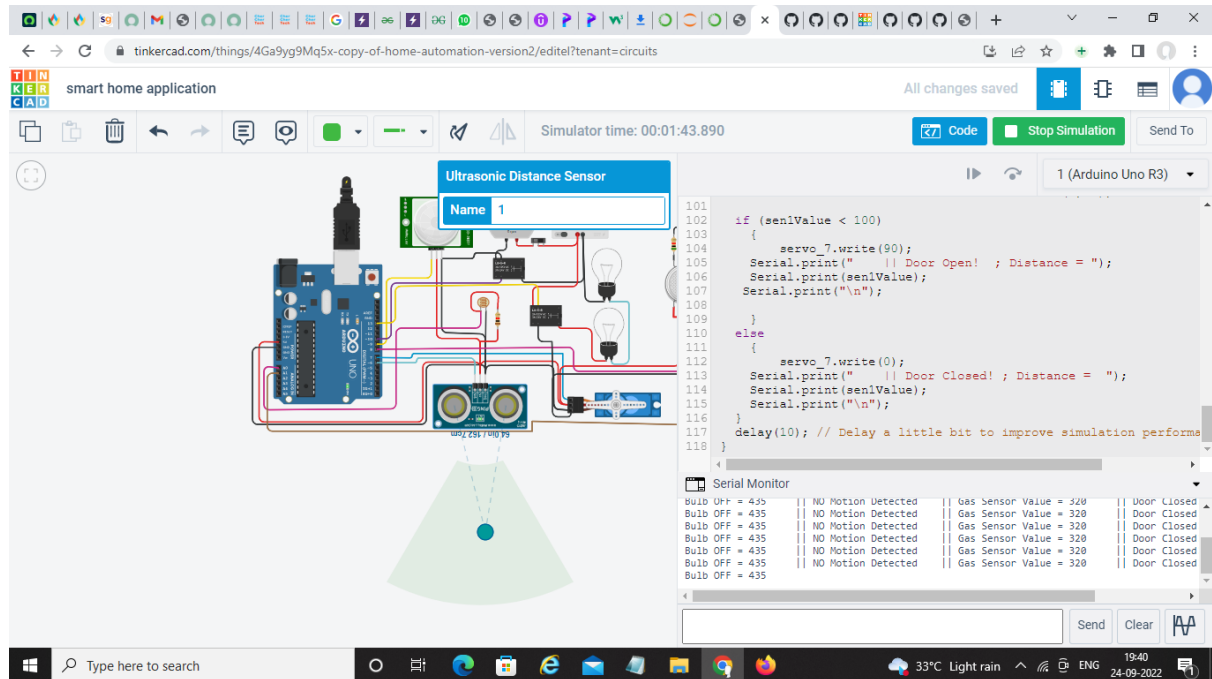 tinkercad.com/things/4Ga9yg9Mq5x-copy-of-home-automation-version2/editel?tenant=circuits
TIN
KER
CAD
smart home application
All changes saved
Simulator time: 00:01:43.890
Code
Stop Simulation
Send To
Ultrasonic Distance Sensor
Name 1
1 (Arduino Uno R3)
101
102 if (sen1Value < 100)
103 {
104 servo_7.write(90);
105 Serial.print(" || Door Open! ; Distance = ");
106 Serial.print(sen1Value);
107 Serial.print("\n");
108
109 }
110 else
111 {
112 servo_7.write(0);
113 Serial.print(" || Door Closed! ; Distance = ");
114 Serial.print(sen1Value);
115 Serial.print("\n");
116 }
117 delay(10); // Delay a little bit to improve simulation performa
118 }
UNO
ARDUINO
64.0in / 162.7cm
Serial Monitor
Bulb OFF = 435 || NO Motion Detected || Gas Sensor Value = 320 || Door Closed
Bulb OFF = 435 || NO Motion Detected || Gas Sensor Value = 320 || Door Closed
Bulb OFF = 435 || NO Motion Detected || Gas Sensor Value = 320 || Door Closed
Bulb OFF = 435 || NO Motion Detected || Gas Sensor Value = 320 || Door Closed
Bulb OFF = 435 || NO Motion Detected || Gas Sensor Value = 320 || Door Closed
Bulb OFF = 435 || NO Motion Detected || Gas Sensor Value = 320 || Door Closed
Bulb OFF = 435
Send
Clear
Type here to search
33°C Light rain
ENG
19:40
24-09-2022